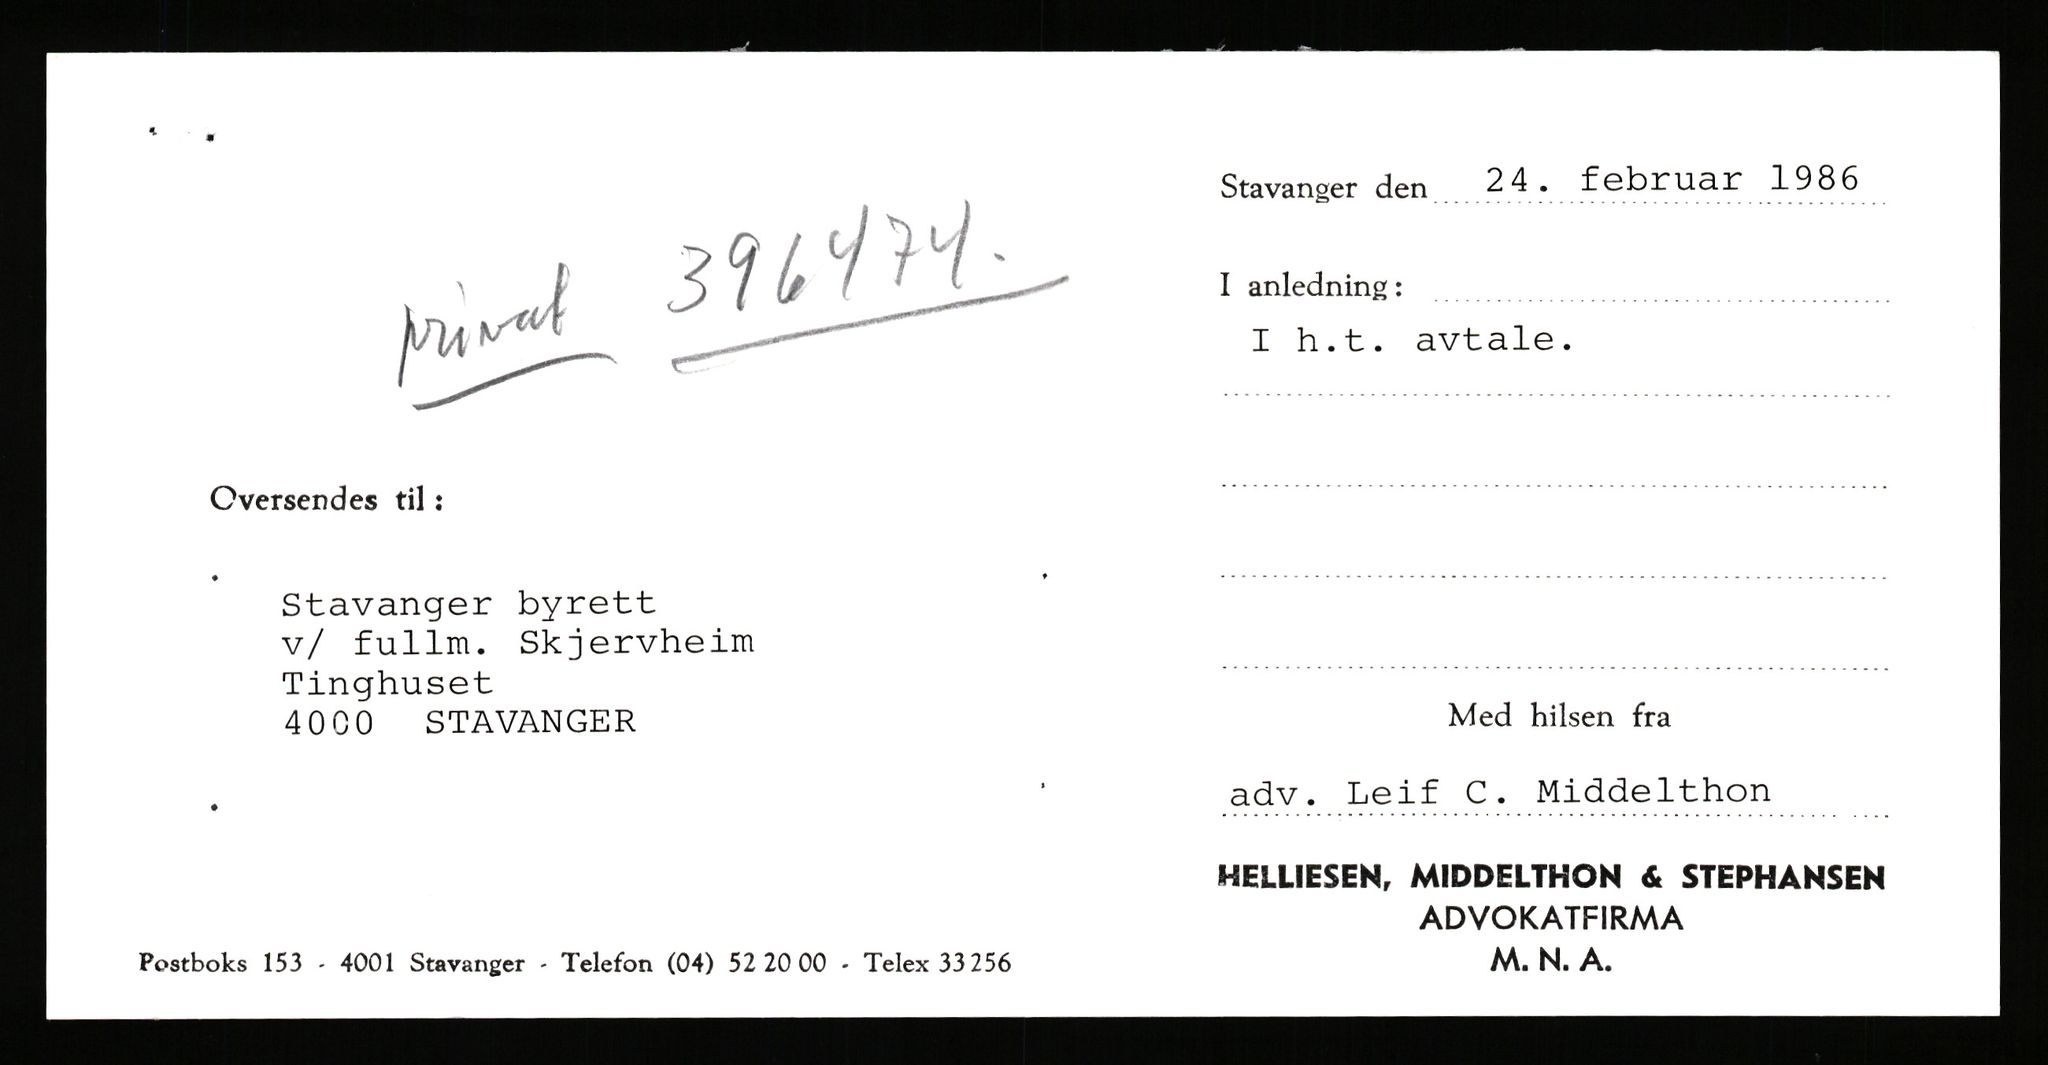 Stavanger den 24. februar 1986
privat 396474.
I anledning:
I h.t. avtale.
Oversendes til:
Stavanger byrett
v/ fullm. Skjervheim
Tinghuset
4000 STAVANGER
Med hilsen fra
adv. Leif C. Middelthon
HELLIESEN, MIDDELTHON & STEPHANSEN
ADVOKATFIRMA
M. N. A.
Postboks 153 - 4001 Stavanger - Telefon (04) 52 20 00 - Telex 33 256